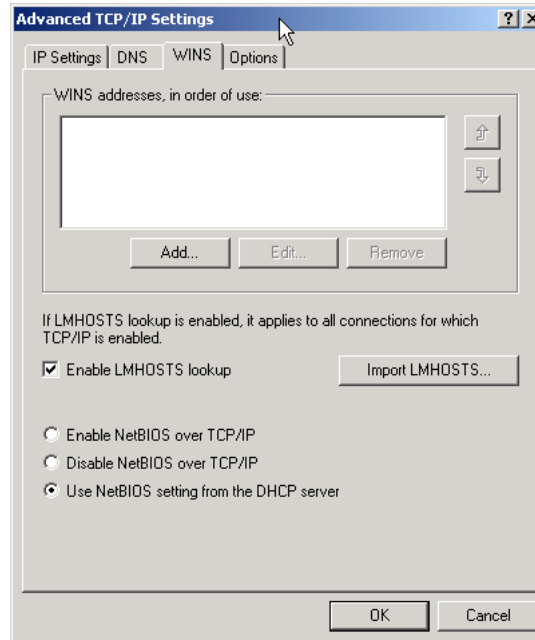 Advanced TCP/IP Settings
IP Settings DNS WINS Options
WINS addresses, in order of use:
Add... Edit... Remove
If LMHOSTS lookup is enabled, it applies to all connections for which
TCP/IP is enabled.
Enable LMHOSTS lookup Import LMHOSTS...
Enable NetBIOS over TCP/IP
Disable NetBIOS over TCP/IP
Use NetBIOS setting from the DHCP server
OK Cancel